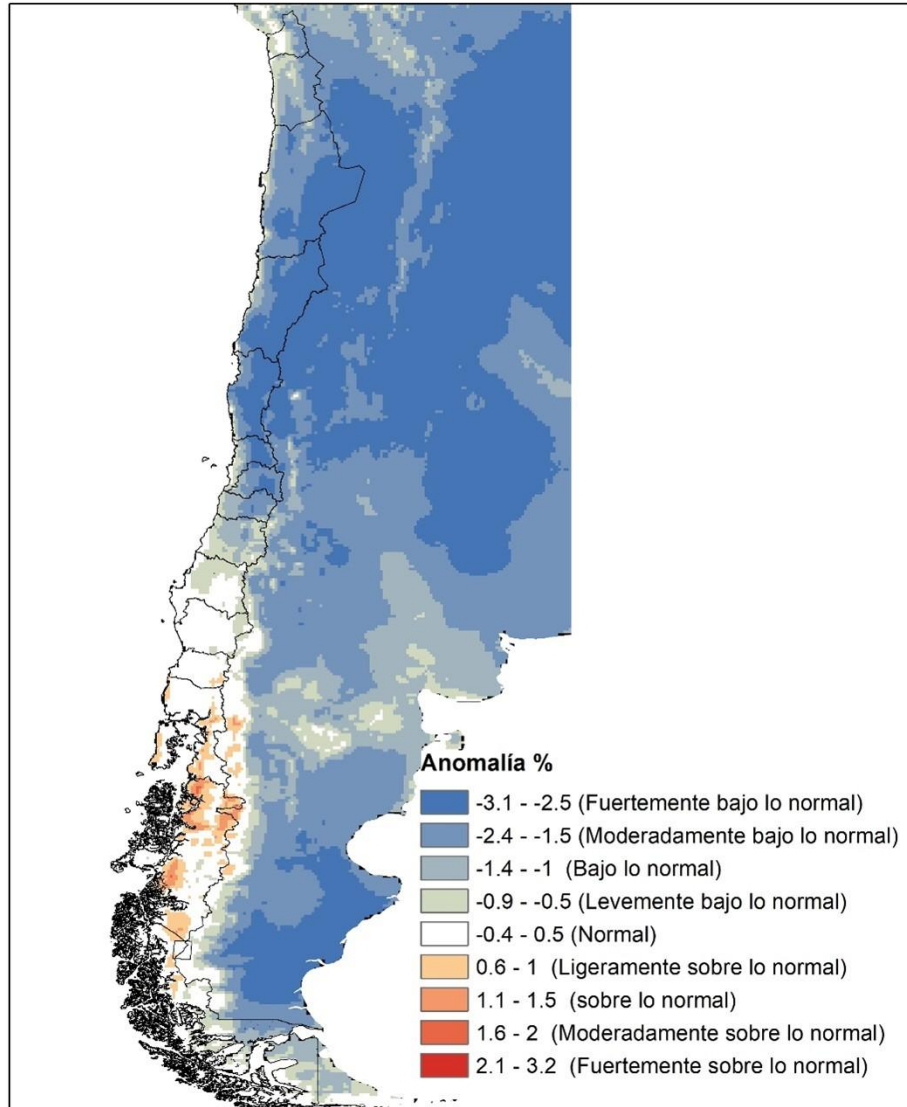 Anomalía %
-3.1 - -2.5 (Fuertemente bajo lo normal)
-2.4 - -1.5 (Moderadamente bajo lo normal)
-1.4 - -1 (Bajo lo normal)
-0.9 - -0.5 (Levemente bajo lo normal)
-0.4 - 0.5 (Normal)
0.6 - 1 (Ligeramente sobre lo normal)
1.1 - 1.5 (sobre lo normal)
1.6 - 2 (Moderadamente sobre lo normal)
2.1 - 3.2 (Fuertemente sobre lo normal)